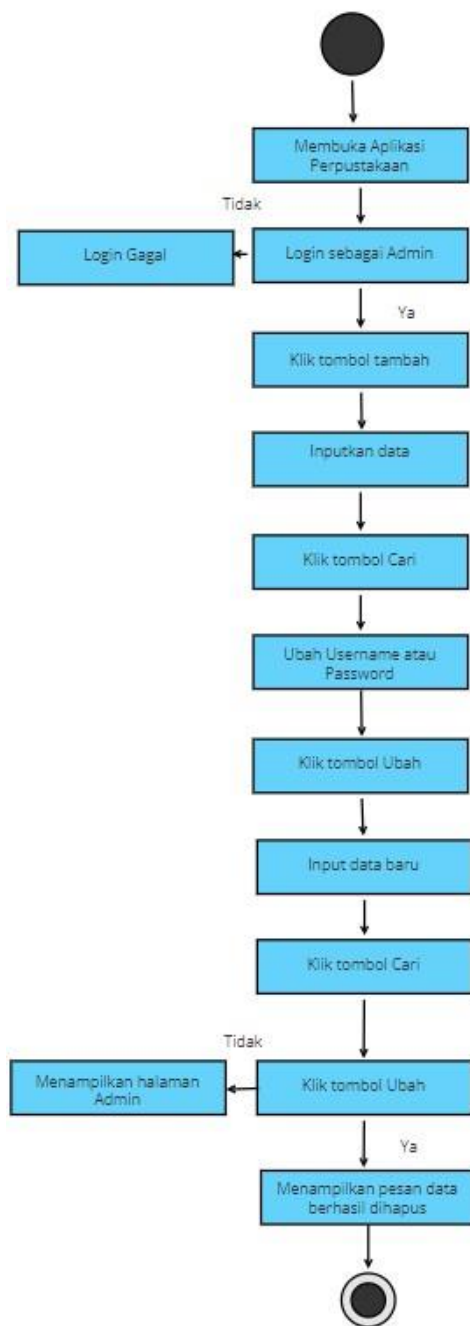 Membuka Aplikasi
Perpustakaan
Tidak
Login Gagal
Login sebagai Admin
Ya
Klik tombol tambah
Inputkan data
Klik tombol Cari
Ubah Username atau
Password
Klik tombol Ubah
Input data baru
Klik tombol Cari
Tidak
Menampilkan halaman
Admin
Klik tombol Ubah
Ya
Menampilkan pesan data
berhasil dihapus